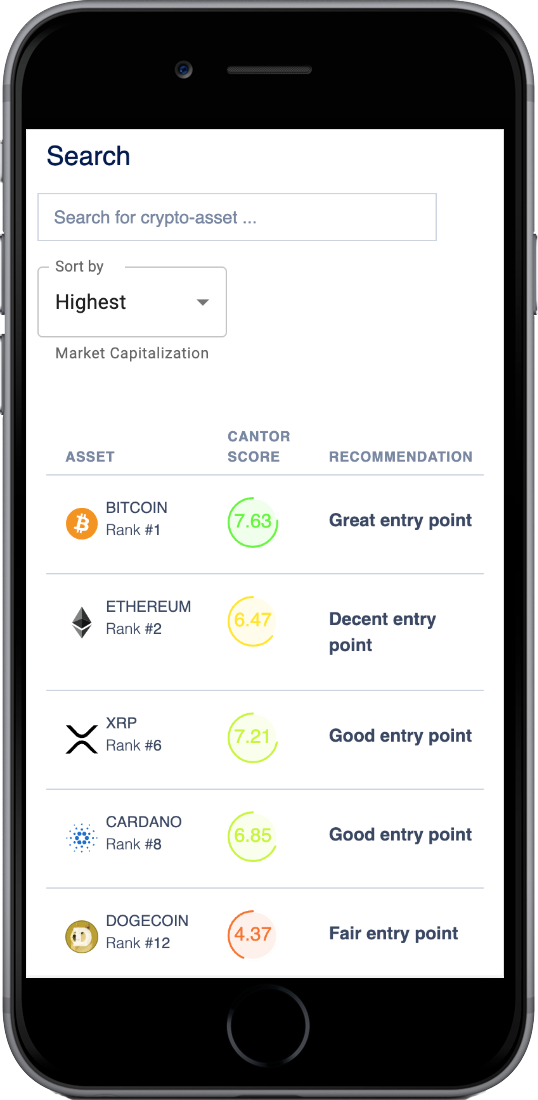 Search
Search for crypto-asset ...
Sort by
Highest
Market Capitalization
ASSET
CANTOR
SCORE
RECOMMENDATION
BITCOIN
Rank #1
7.63
Great entry point
ETHEREUM
Rank #2
6.47
Decent entry
point
XRP
Rank #6
7.21
Good entry point
CARDANO
Rank #8
6.85
Good entry point
DOGECOIN
Rank #12
4.37
Fair entry point